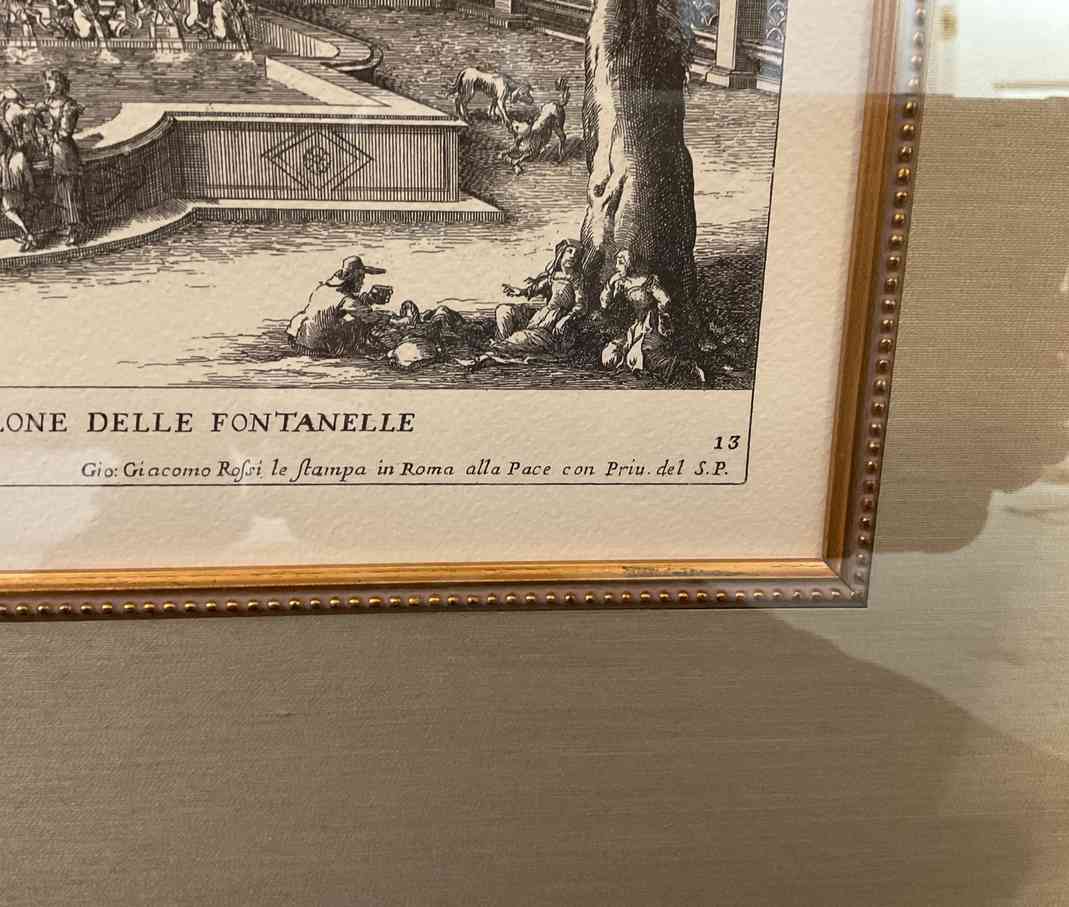 LONE DELLE FONTANELLE
13
Gio: Giacomo Roſsi le ſtampa in Roma alla Pace con Priu. del S.P.